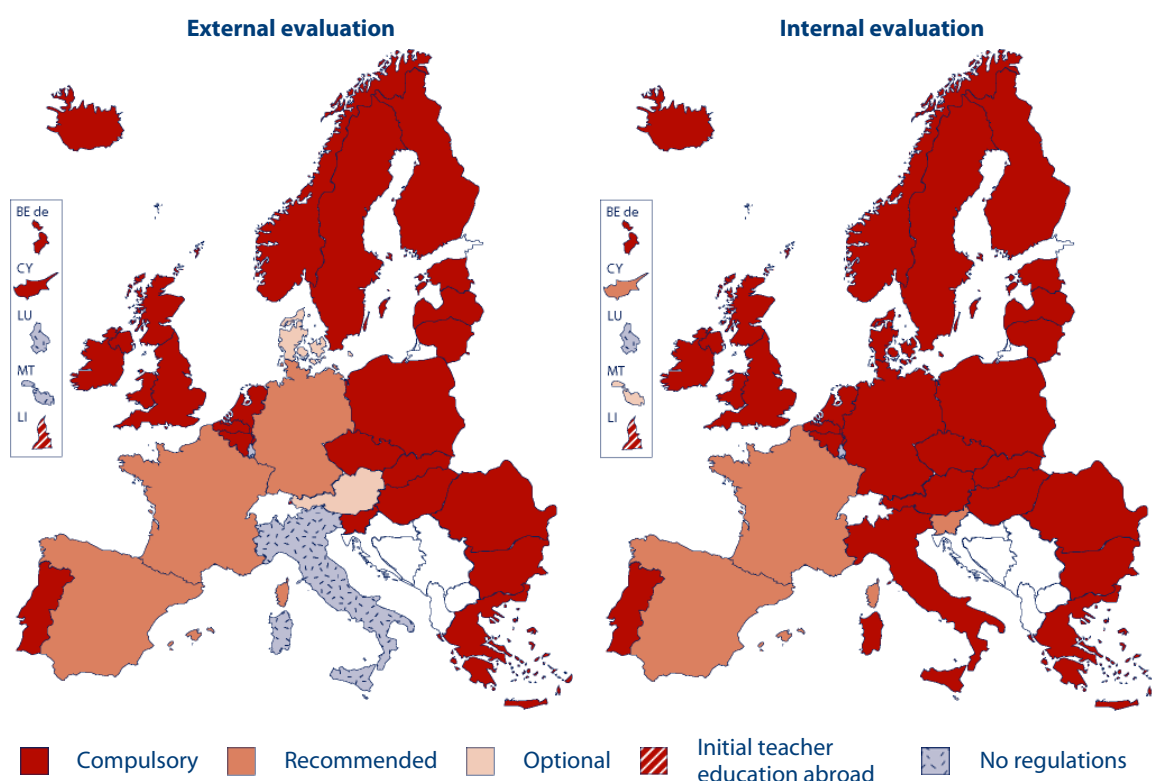 External evaluation
Internal evaluation
BE de
CY
LU
MT
LI
BE de
CY
LU
MT
LI
Compulsory
Recommended
Optional
Initial teacher
education abroad
No regulations